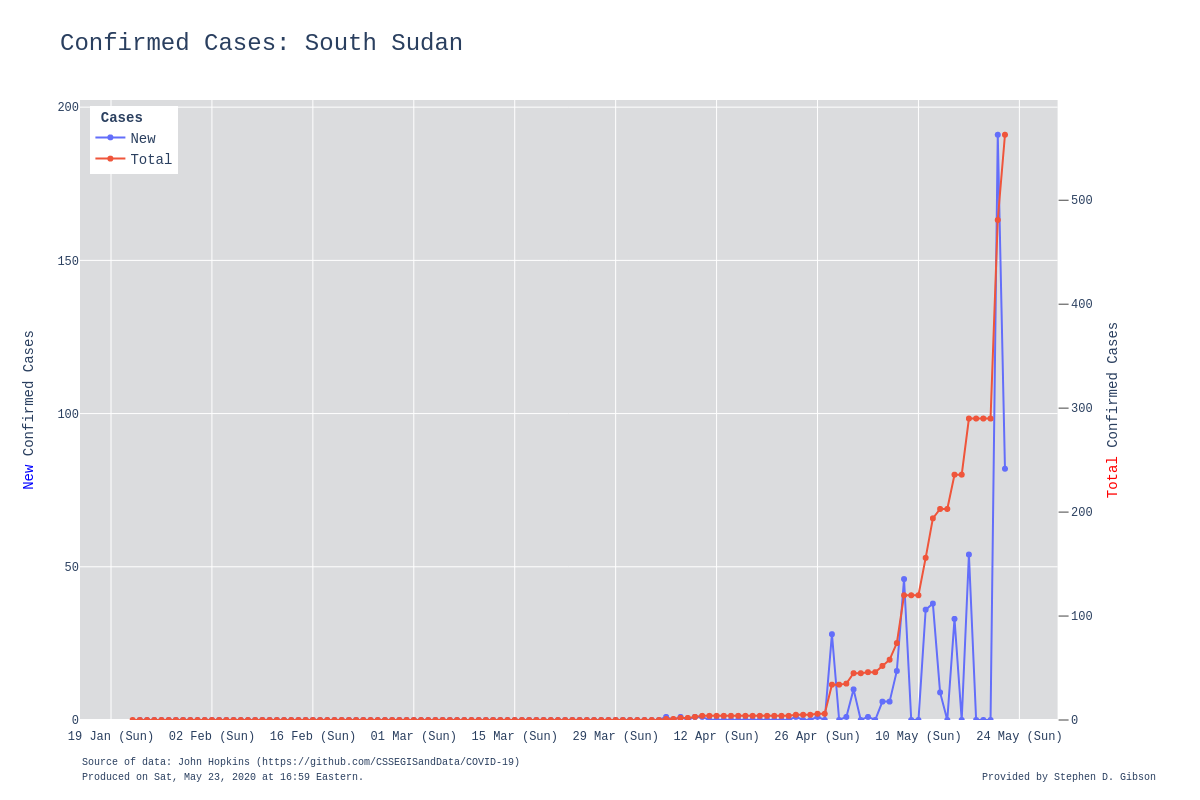 Confirmed Cases: South Sudan
Cases
New
Total
200
150
100
50
0
New Confirmed Cases
500
400
300
200
100
0
Total Confirmed Cases
19 Jan (Sun) 02 Feb (Sun) 16 Feb (Sun) 01 Mar (Sun) 15 Mar (Sun) 29 Mar (Sun) 12 Apr (Sun) 26 Apr (Sun) 10 May (Sun) 24 May (Sun)
Source of data: John Hopkins (https://github.com/CSSEGISandData/COVID-19)
Produced on Sat, May 23, 2020 at 16:59 Eastern.
Provided by Stephen D. Gibson